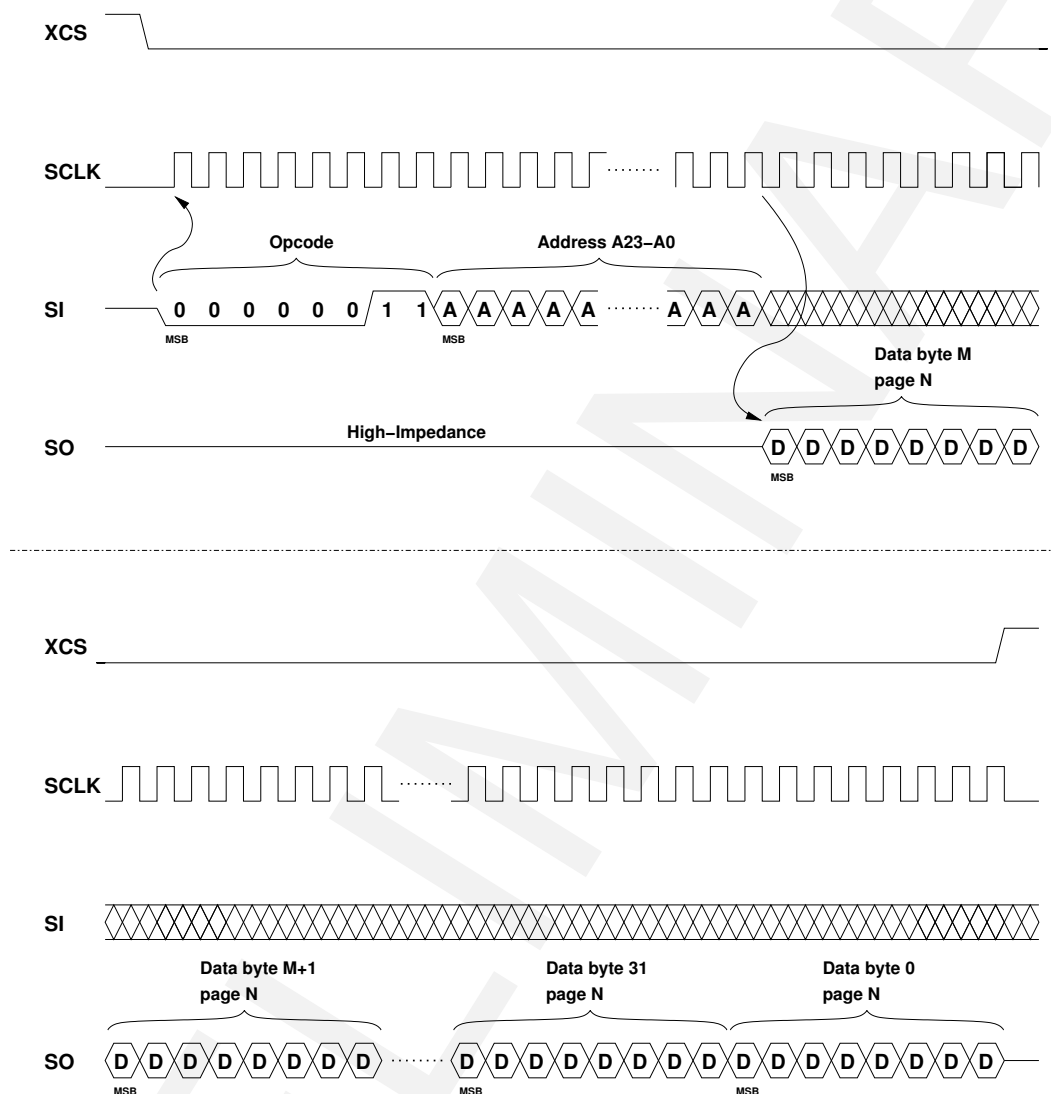 XCS
SCLK
Opcode
Address A23−A0
SI 0 0 0 0 0 0 1 1 A A A A A A A A
MSB MSB
Data byte M
page N
High−Impedance
SO D D D D D D D D
MSB
XCS
SCLK
SI
Data byte M+1 Data byte 31 Data byte 0
page N page N page N
SO D D D D D D D D D D D D D D D D D D D D D D D D
MSB MSB MSB